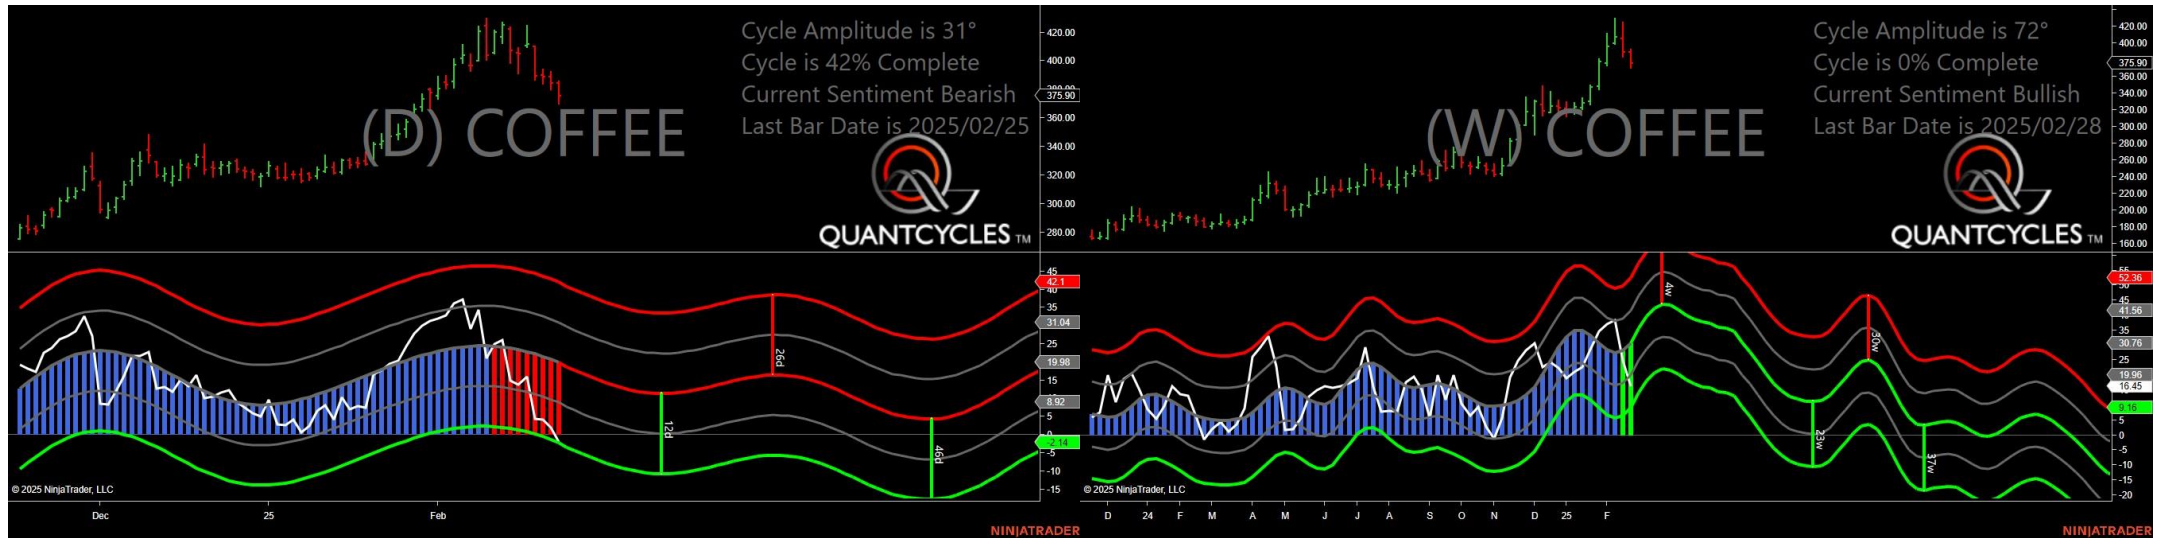 Cycle Amplitude is 31°
Cycle is 42% Complete
Current Sentiment Bearish
Last Bar Date is 2025/02/25
(D) COFFEE
QUANTCYCLES TM
420.00
400.00
375.90
360.00
340.00
320.00
300.00
280.00
45
42.1
35
31.04
25
19.98
15
8.92
5
0
-2.14
-5
-10
-15
12d
26d
46d
© 2025 NinjaTrader, LLC
Dec
25
Feb
NINJATRADER
Cycle Amplitude is 72°
Cycle is 0% Complete
Current Sentiment Bullish
Last Bar Date is 2025/02/28
(W) COFFEE
QUANTCYCLES TM
420.00
400.00
375.90
360.00
340.00
320.00
300.00
280.00
260.00
240.00
220.00
200.00
180.00
160.00
52.36
45
41.56
35
30.76
25
19.96
16.45
9.16
5
0
-5
-10
-15
-20
4w
23w
30w
37w
© 2025 NinjaTrader, LLC
D 24 F M A M J J A S O N D 25 F
NINJATRADER